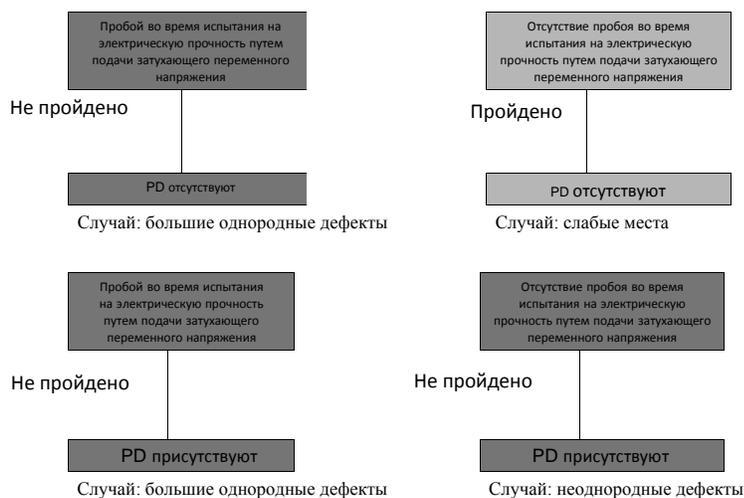 Пробой во время испытания на
электрическую прочность путем
подачи затухающего переменного
напряжения
Не пройдено
PD отсутствуют
Случай: большие однородные дефекты
Отсутствие пробоя во время
испытания на электрическую
прочность путем подачи затухающего
переменного напряжения
Пройдено
PD отсутствуют
Случай: слабые места
Пробой во время испытания
на электрическую прочность
путем подачи затухающего
переменного напряжения
Не пройдено
PD присутствуют
Случай: большие однородные дефекты
Отсутствие пробоя во время
испытания на электрическую
прочность путем подачи затухающего
переменного напряжения
Не пройдено
PD присутствуют
Случай: неоднородные дефекты